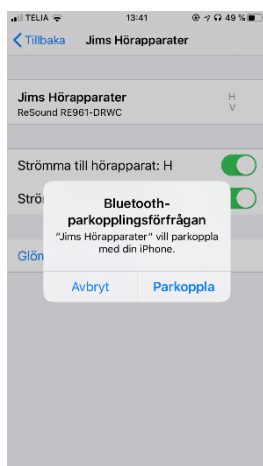 TELIA 13:41 49 %
Tillbaka Jims Hörapparater
Jims Hörapparater H
ReSound RE961-DRWC V
Strömma till hörapparat: H
Strö
Bluetooth-
parkopplingsförfrågan
"Jims Hörapparater" vill parkoppla
med din iPhone.
Glön
Avbryt Parkoppla